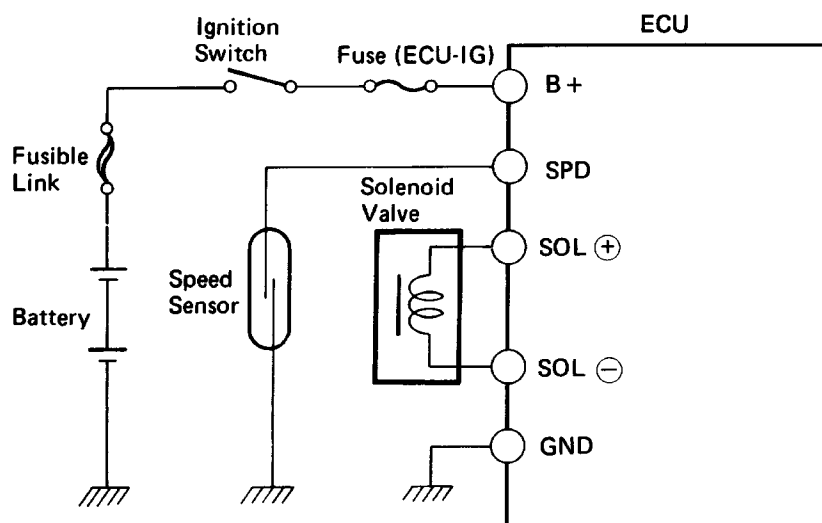 ECU
Ignition
Switch
Fuse (ECU-IG)
B+
Fusible
Link
SPD
Solenoid
Valve
SOL ⊕
Speed
Sensor
Battery
SOL ⊖
GND